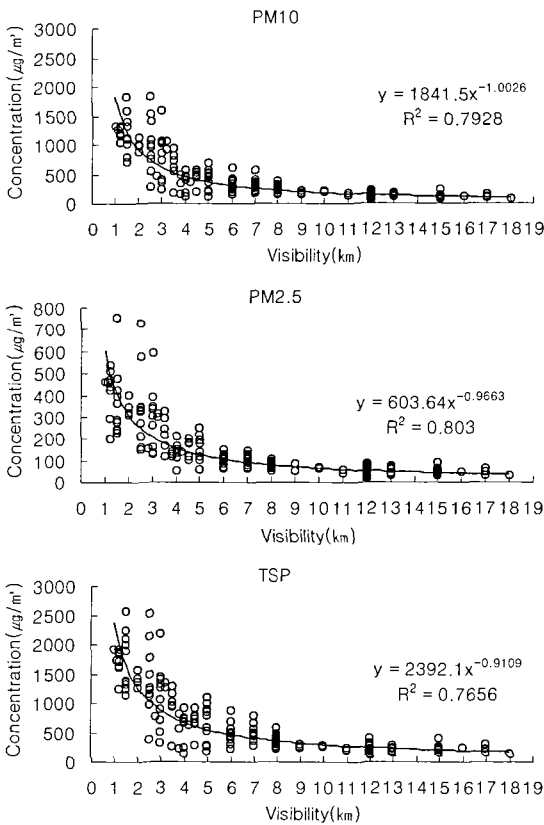 PM10
3000
2500
2000
1500
1000
500
0
Concentration(㎍/㎥)
y = 1841.5x^-1.0026
R² = 0.7928
0 1 2 3 4 5 6 7 8 9 10 11 12 13 14 15 16 17 18 19
Visibility(km)
PM2.5
800
700
600
500
400
300
200
100
0
Concentration(㎍/㎥)
y = 603.64x^-0.9663
R² = 0.803
0 1 2 3 4 5 6 7 8 9 10 11 12 13 14 15 16 17 18 19
Visibility(km)
TSP
3000
2500
2000
1500
1000
500
0
Concentration(㎍/㎥)
y = 2392.1x^-0.9109
R² = 0.7656
0 1 2 3 4 5 6 7 8 9 10 11 12 13 14 15 16 17 18 19
Visibility(km)